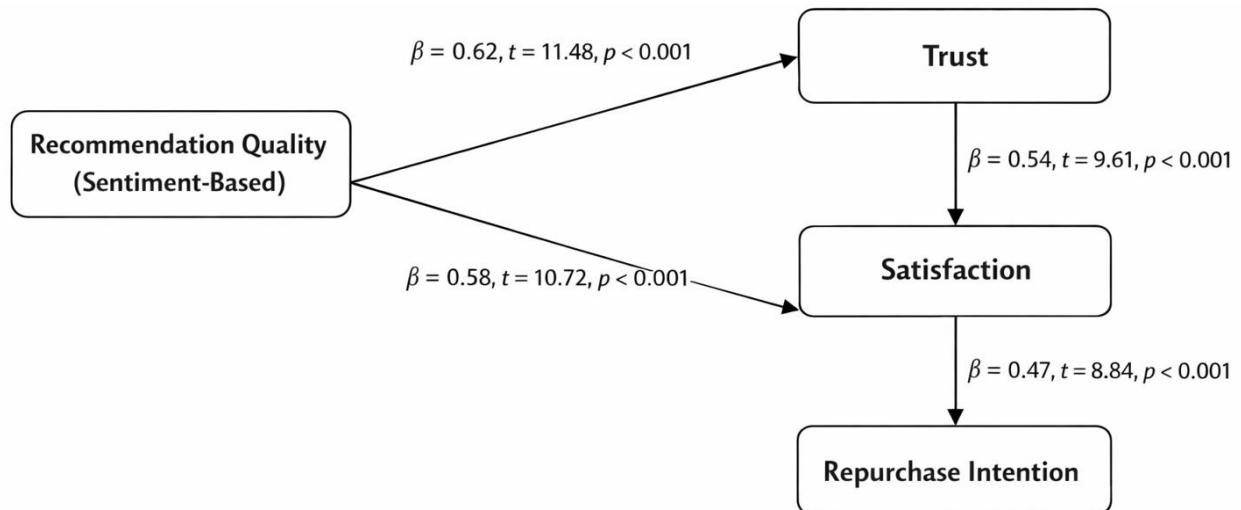 β = 0.62, t = 11.48, p < 0.001
Trust
Recommendation Quality
(Sentiment-Based)
β = 0.54, t = 9.61, p < 0.001
β = 0.58, t = 10.72, p < 0.001
Satisfaction
β = 0.47, t = 8.84, p < 0.001
Repurchase Intention